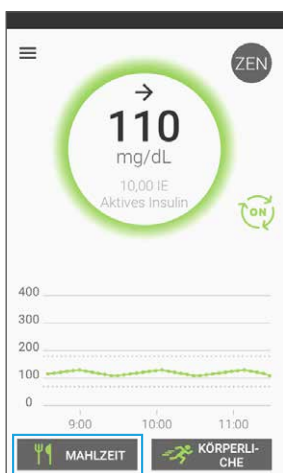 ZEN
110
mg/dL
10,00 IE
Aktives Insulin
ON
400
300
200
100
0
9:00 10:00 11:00
MAHLZEIT
KÖRPERLI-
CHE